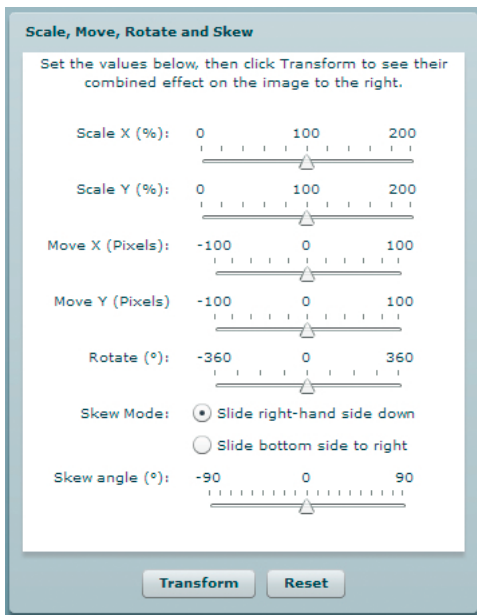 Scale, Move, Rotate and Skew
Set the values below, then click Transform to see their
combined effect on the image to the right.
Scale X (%): 0 100 200
Scale Y (%): 0 100 200
Move X (Pixels): -100 0 100
Move Y (Pixels) -100 0 100
Rotate (°): -360 0 360
Skew Mode: Slide right-hand side down
Slide bottom side to right
Skew angle (°): -90 0 90
Transform Reset